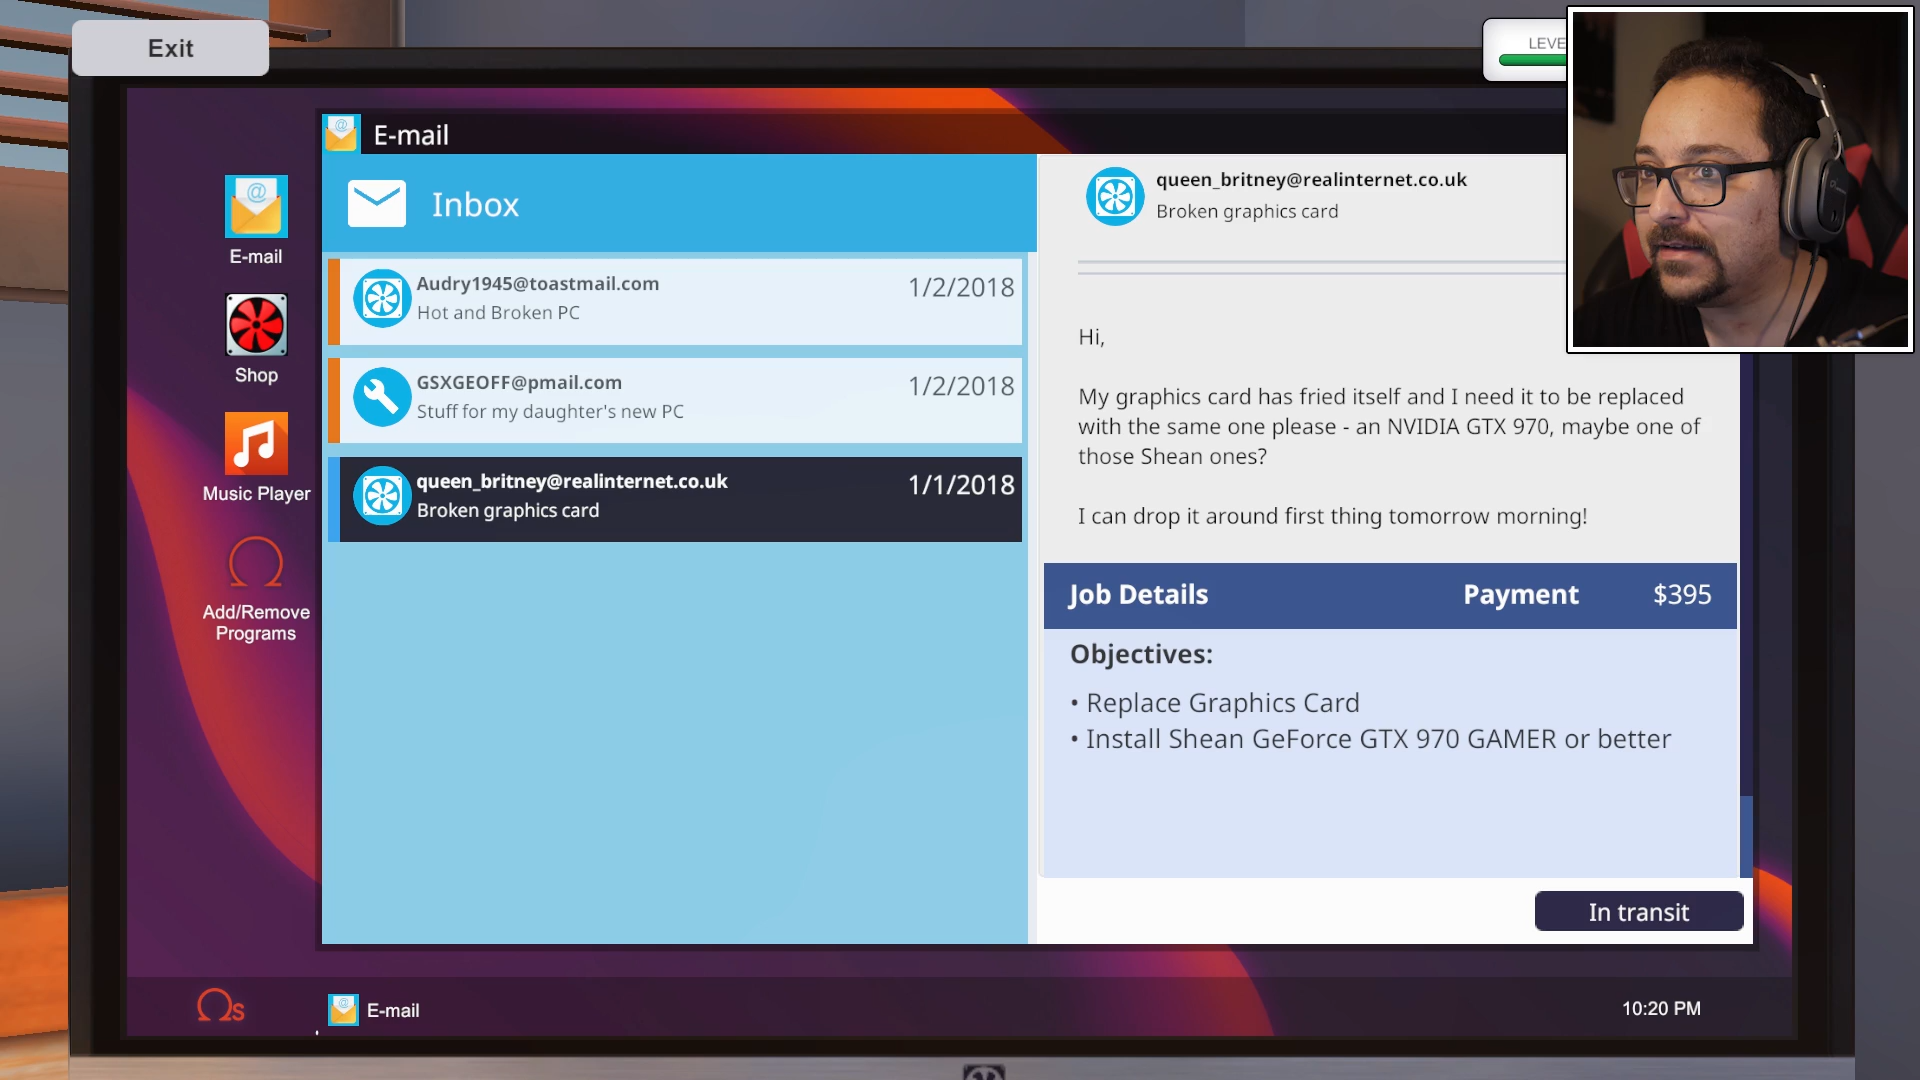 Exit
LEVE
E-mail
Inbox
queen_britney@realinternet.co.uk
Broken graphics card
E-mail
Shop
Music Player
Add/Remove
Programs
Audry1945@toastmail.com
1/2/2018
Hot and Broken PC
GSXGEOFF@pmail.com
1/2/2018
Stuff for my daughter's new PC
queen_britney@realinternet.co.uk
1/1/2018
Broken graphics card
Hi,
My graphics card has fried itself and I need it to be replaced
with the same one please - an NVIDIA GTX 970, maybe one of
those Shean ones?
I can drop it around first thing tomorrow morning!
Job Details Payment $395
Objectives:
• Replace Graphics Card
• Install Shean GeForce GTX 970 GAMER or better
In transit
Ωs
E-mail
10:20 PM